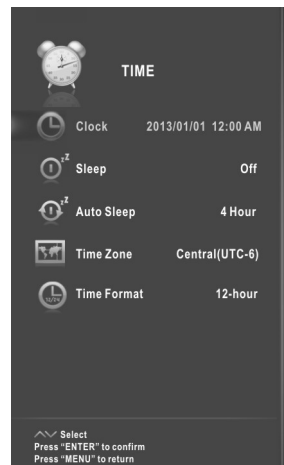 TIME
Clock 2013/01/01 12:00 AM
Sleep Off
Auto Sleep 4 Hour
Time Zone Central(UTC-6)
Time Format 12-hour
Select
Press “ENTER” to confirm
Press “MENU” to return